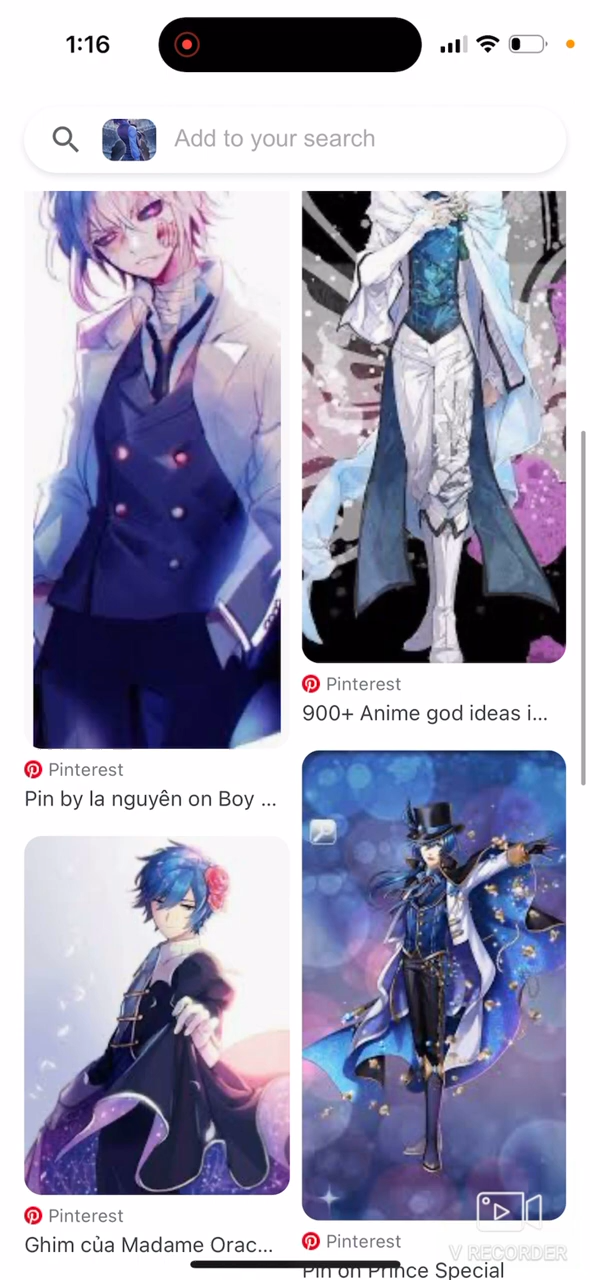 1:16
Add to your search
Pinterest
900+ Anime god ideas i...
Pinterest
Pin by la nguyên on Boy ...
Pinterest
Ghim của Madame Orac...
Pinterest
Pin on Prince Special
V RECORDER